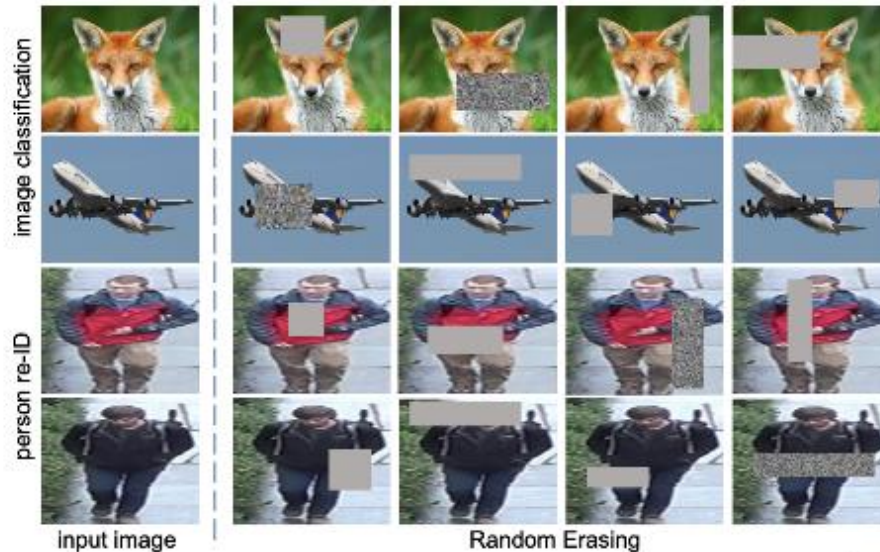 image classification
person re-ID
input image
Random Erasing